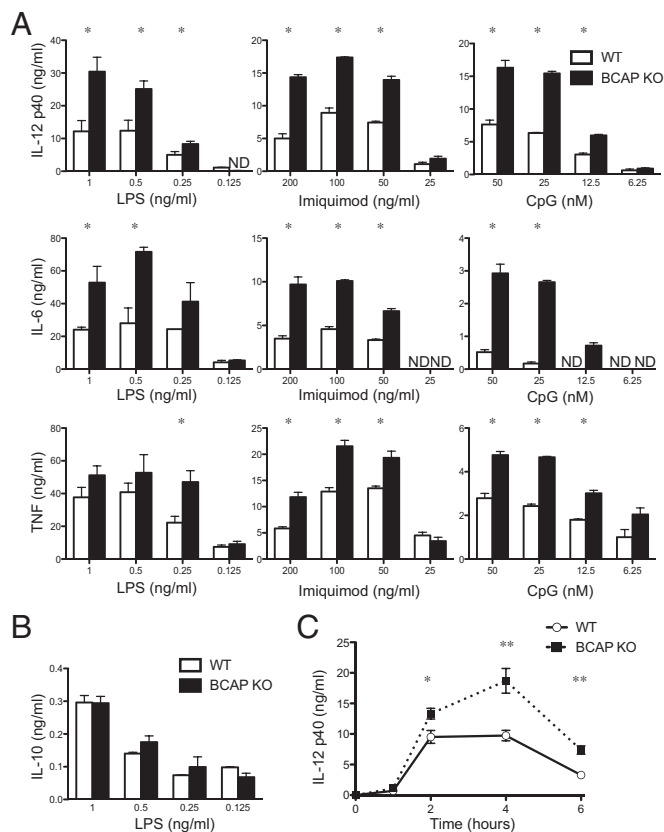 A
* * *
* * *
* * *
WT
BCAP KO
IL-12 p40 (ng/ml)
40
30
20
10
0
ND
1 0.5 0.25 0.125
LPS (ng/ml)
20
15
10
5
0
200 100 50 25
Imiquimod (ng/ml)
20
15
10
5
0
50 25 12.5 6.25
CpG (nM)
* *
* * *
* *
IL-6 (ng/ml)
80
60
40
20
0
1 0.5 0.25 0.125
LPS (ng/ml)
15
10
5
0
NDND
200 100 50 25
Imiquimod (ng/ml)
4
3
2
1
0
ND ND ND
50 25 12.5 6.25
CpG (nM)
*
* * *
* * *
TNF (ng/ml)
80
60
40
20
0
1 0.5 0.25 0.125
LPS (ng/ml)
25
20
15
10
5
0
200 100 50 25
Imiquimod (ng/ml)
6
4
2
0
50 25 12.5 6.25
CpG (nM)
B
WT
BCAP KO
IL-10 (ng/ml)
0.4
0.3
0.2
0.1
0.0
1 0.5 0.25 0.125
LPS (ng/ml)
C
WT
BCAP KO
* ** **
IL-12 p40 (ng/ml)
25
20
15
10
5
0
0 2 4 6
Time (hours)